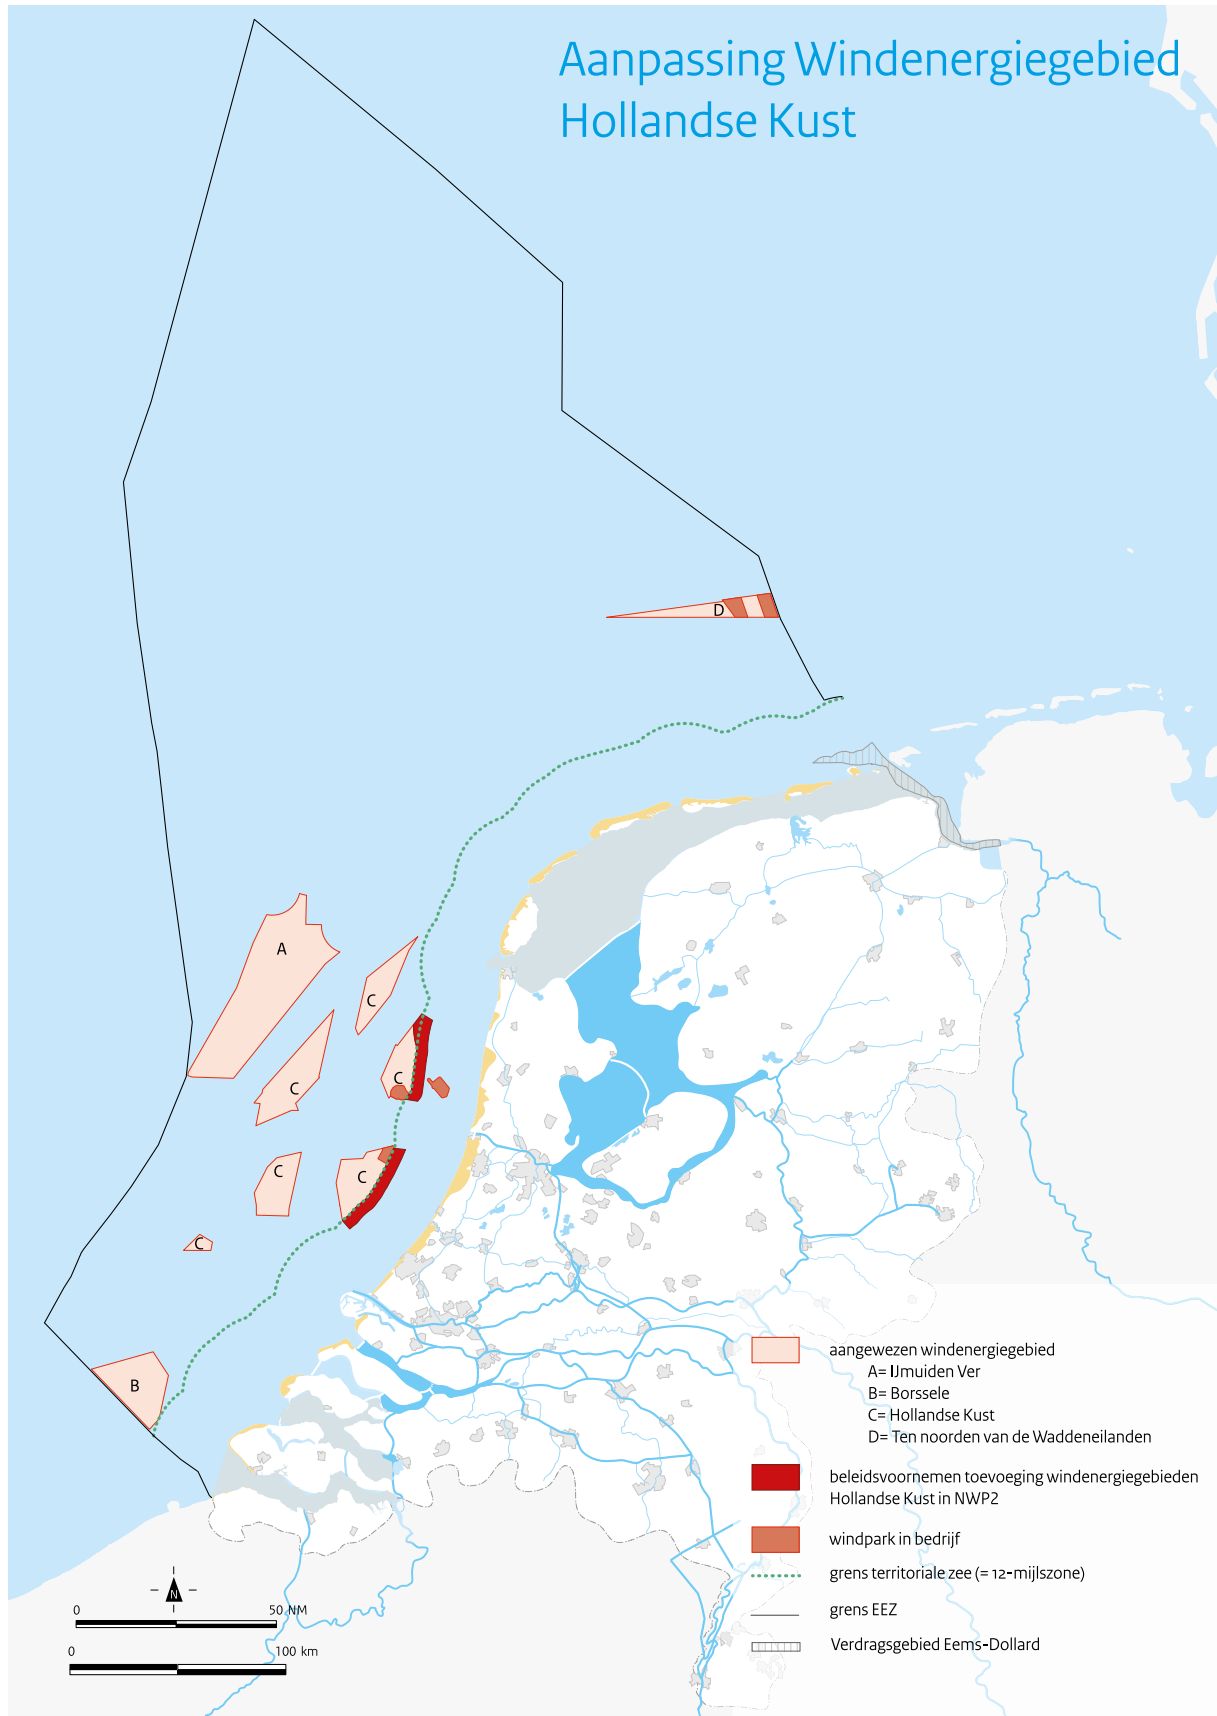 Aanpassing Windenergiegebied
Hollandse Kust
D
A
C
C
C
C
C
C
B
aangewezen windenergiegebied
A= IJmuiden Ver
B= Borssele
C= Hollandse Kust
D= Ten noorden van de Waddeneilanden
beleidsvoornemen toevoeging windenergiegebieden
Hollandse Kust in NWP2
windpark in bedrijf
grens territoriale zee (= 12-mijlszone)
grens EEZ
Verdragsgebied Eems-Dollard
N
0 50 NM
0 100 km